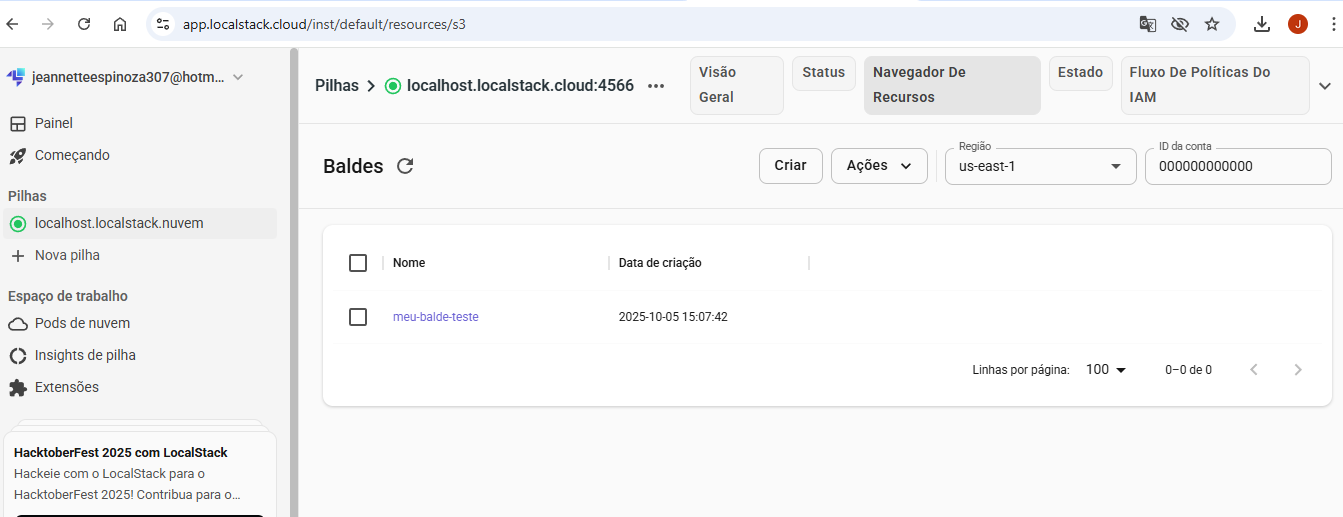 app.localstack.cloud/inst/default/resources/s3
J
jeannetteespinoza307@hotm...
Painel
Começando
Pilhas
localhost.localstack.nuvem
Nova pilha
Espaço de trabalho
Pods de nuvem
Insights de pilha
Extensões
HacktoberFest 2025 com LocalStack
Hackeie com o LocalStack para o
HacktoberFest 2025! Contribua para o...
Pilhas
localhost.localstack.cloud:4566
Visão
Geral
Status
Navegador De
Recursos
Estado
Fluxo De Políticas Do
IAM
Baldes
Criar
Ações
Região
us-east-1
ID da conta
000000000000
Nome
Data de criação
meu-balde-teste
2025-10-05 15:07:42
Linhas por página:
100
0–0 de 0